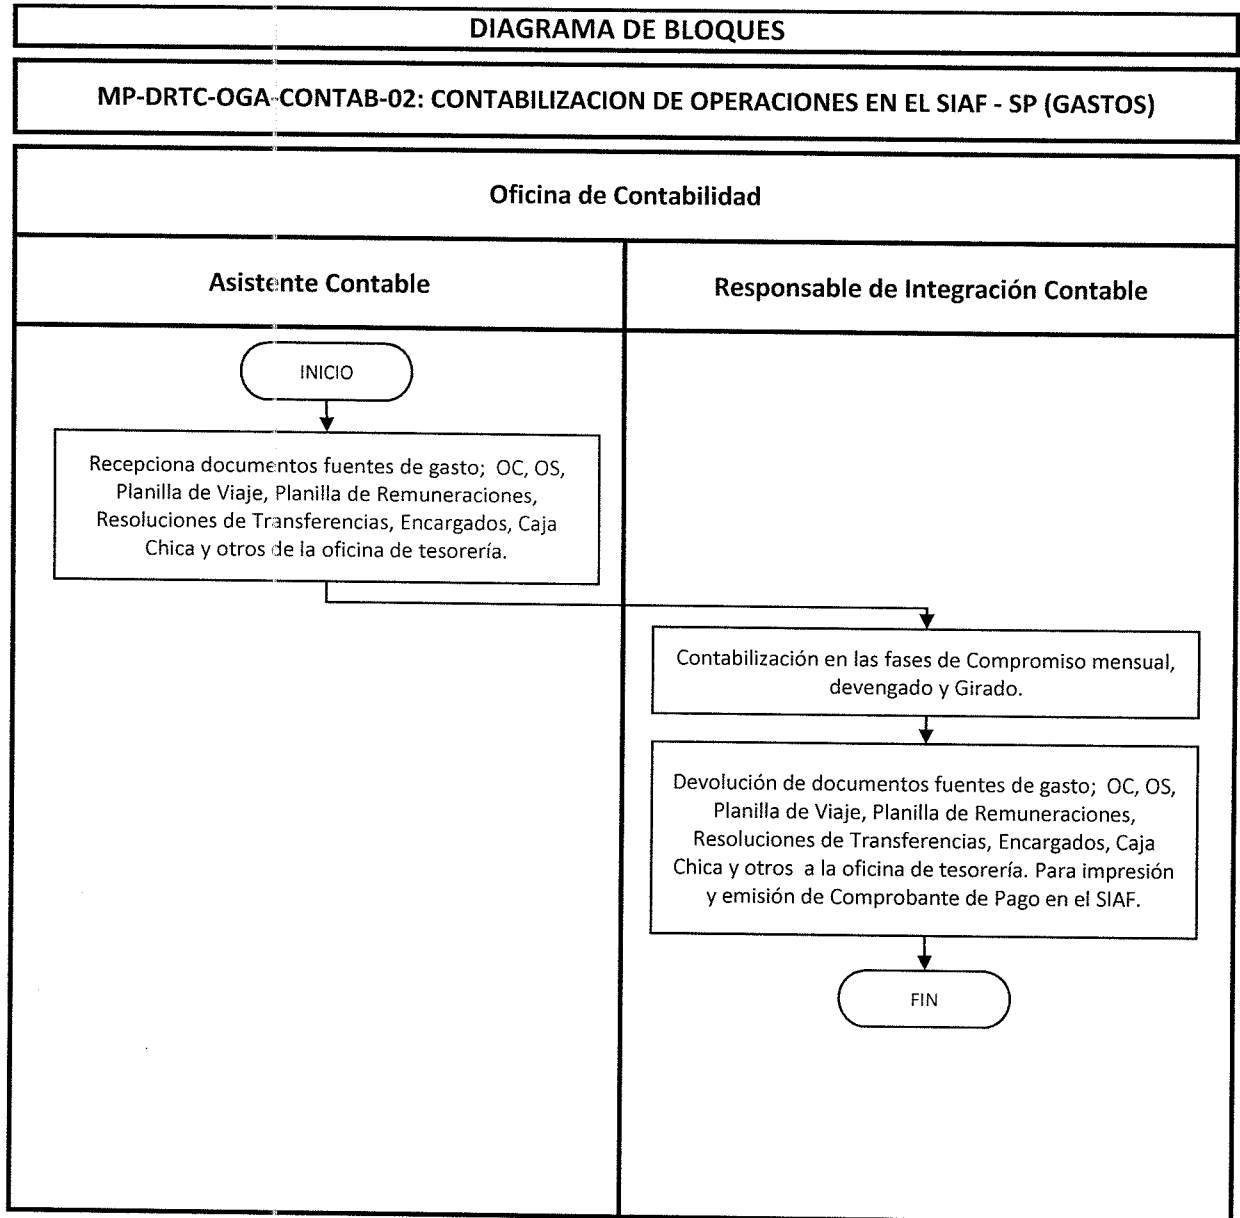 DIAGRAMA DE BLOQUES
MP-DRTC-OGA-CONTAB-02: CONTABILIZACION DE OPERACIONES EN EL SIAF - SP (GASTOS)
Oficina de Contabilidad
Asistente Contable
Responsable de Integración Contable
INICIO
Recepciona documentos fuentes de gasto; OC, OS,
Planilla de Viaje, Planilla de Remuneraciones,
Resoluciones de Transferencias, Encargados, Caja
Chica y otros de la oficina de tesorería.
Contabilización en las fases de Compromiso mensual,
devengado y Girado.
Devolución de documentos fuentes de gasto; OC, OS,
Planilla de Viaje, Planilla de Remuneraciones,
Resoluciones de Transferencias, Encargados, Caja
Chica y otros a la oficina de tesorería. Para impresión
y emisión de Comprobante de Pago en el SIAF.
FIN